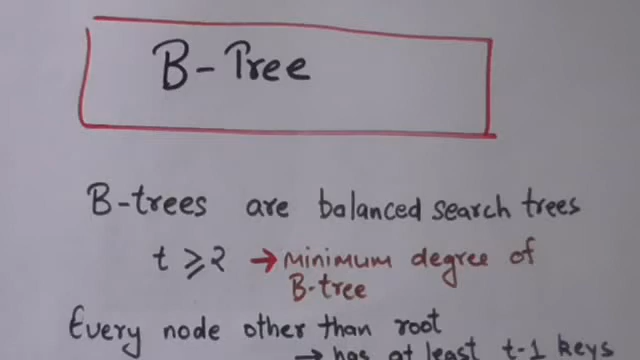 B-Tree
B-trees are balanced search trees
t ⩾ 2 → minimum degree of
B-tree
Every node other than root
→ has at least t-1 keys